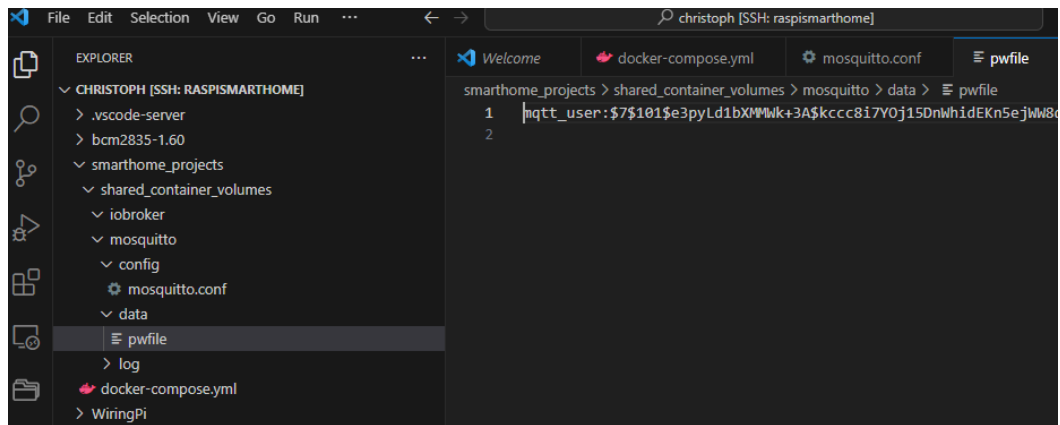 File Edit Selection View Go Run ··· ← → christoph [SSH: raspismarthome]
EXPLORER ···
CHRISTOPH [SSH: RASPISMARTHOME]
.vscode-server
bcm2835-1.60
smarthome_projects
shared_container_volumes
iobroker
mosquitto
config
mosquitto.conf
data
pwfile
log
docker-compose.yml
WiringPi
Welcome docker-compose.yml mosquitto.conf pwfile
smarthome_projects > shared_container_volumes > mosquitto > data > pwfile
1 mqtt_user:$7$101$e3pyLd1bXMMWk+3A$kccc8i7YOj15DnWhidEKn5ejWW8
2